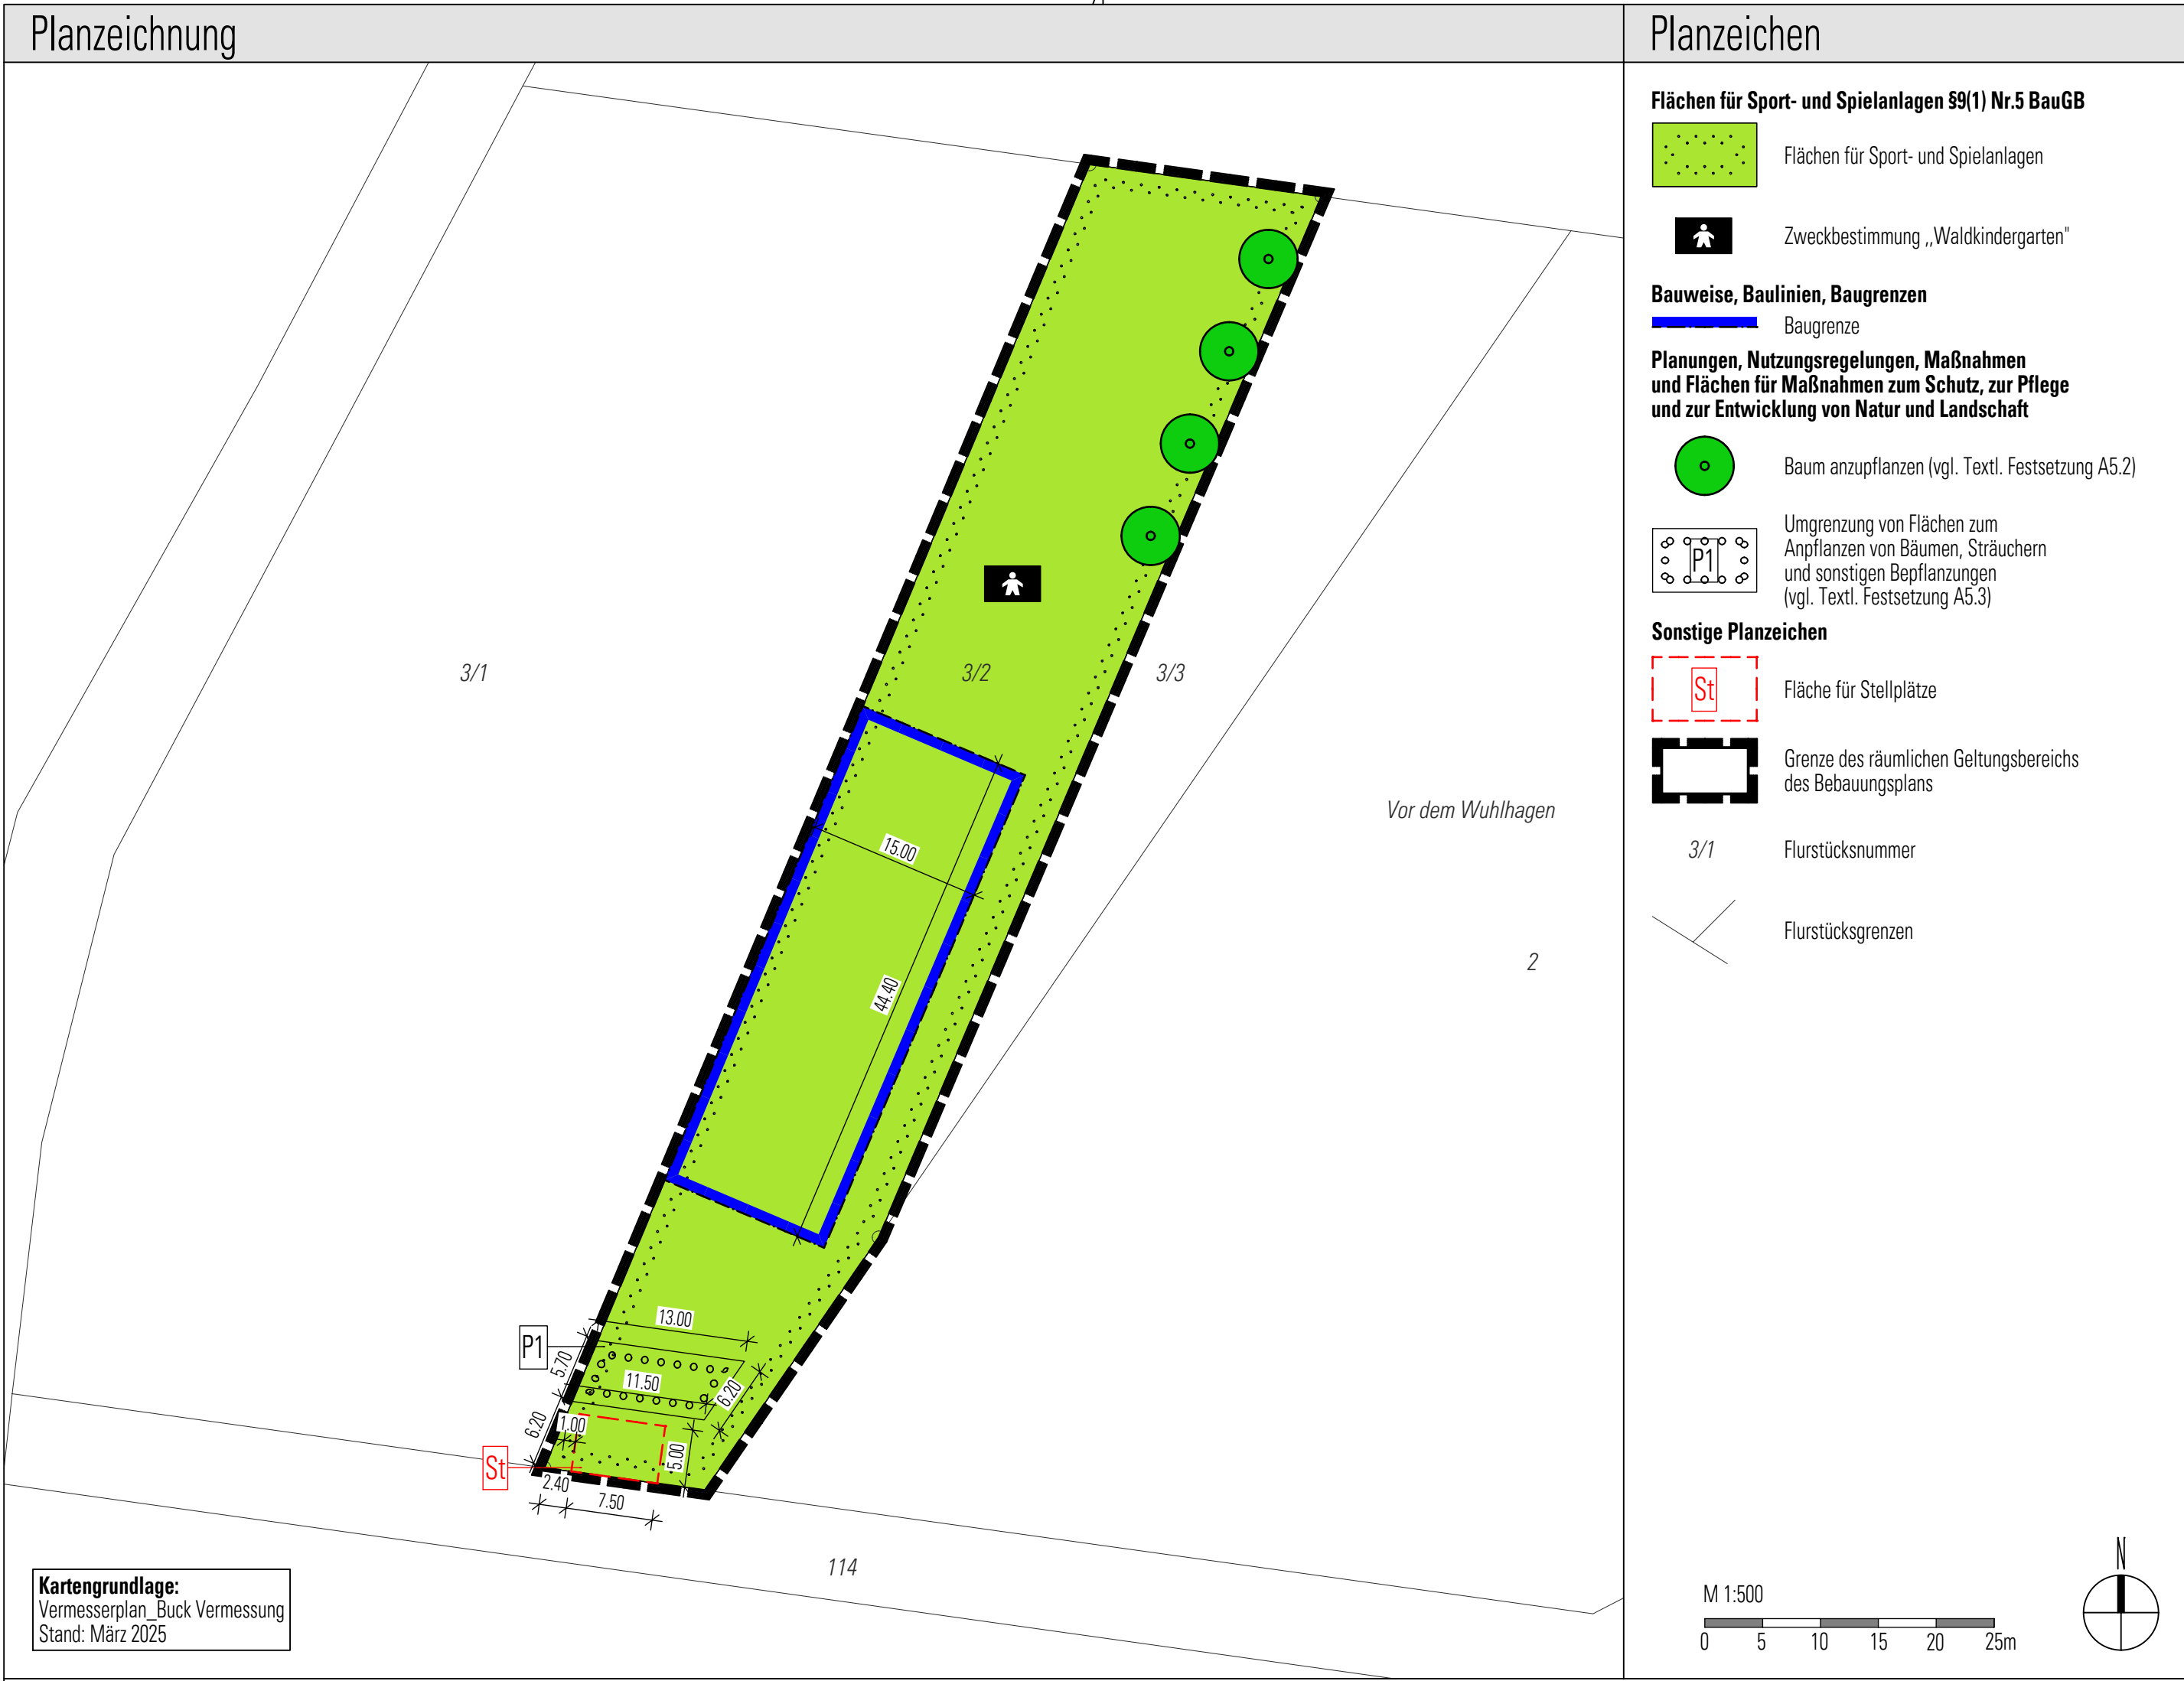 Planzeichnung
3/1
3/2
3/3
15.00
Vor dem Wuhlhagen
2
44.40
13.00
P1
5.70
11.50
6.20
6.20
1.00
5.00
St
2.40
7.50
114
Kartengrundlage:
Vermesserplan_Buck Vermessung
Stand: März 2025
Planzeichen
Flächen für Sport- und Spielanlagen §9(1) Nr.5 BauGB
Flächen für Sport- und Spielanlagen
Zweckbestimmung ,,Waldkindergarten"
Bauweise, Baulinien, Baugrenzen
Baugrenze
Planungen, Nutzungsregelungen, Maßnahmen
und Flächen für Maßnahmen zum Schutz, zur Pflege
und zur Entwicklung von Natur und Landschaft
Baum anzupflanzen (vgl. Textl. Festsetzung A5.2)
P1
Umgrenzung von Flächen zum
Anpflanzen von Bäumen, Sträuchern
und sonstigen Bepflanzungen
(vgl. Textl. Festsetzung A5.3)
Sonstige Planzeichen
St
Fläche für Stellplätze
Grenze des räumlichen Geltungsbereichs
des Bebauungsplans
3/1 Flurstücksnummer
Flurstücksgrenzen
M 1:500
0 5 10 15 20 25m
N